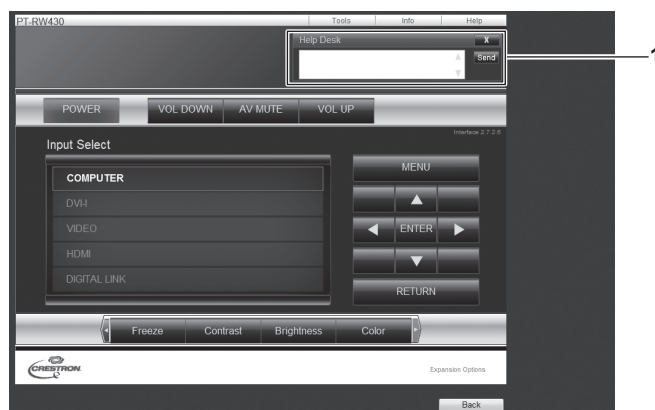 PT-RW430 Tools Info Help
Help Desk X
Send
1
POWER VOL DOWN AV MUTE VOL UP
Interface 2.7.2.6
Input Select
COMPUTER
DVI-I
VIDEO
HDMI
DIGITAL LINK
MENU
ENTER
RETURN
Freeze Contrast Brightness Color
CRESTRON
Expansion Options
Back